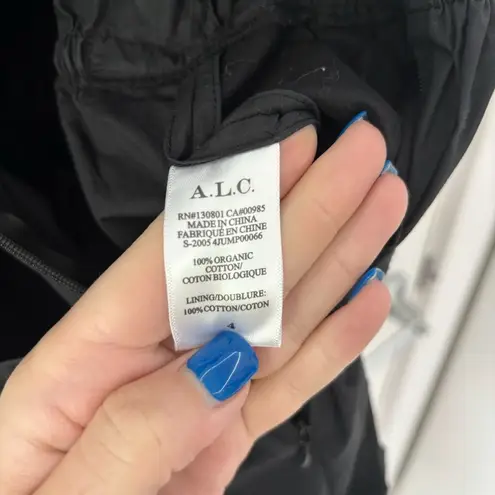 A.L.C.
RN#130801 CA#00985
MADE IN CHINA
FABRIQUÉ EN CHINE
S-2005 4JUMP00066
100% ORGANIC
COTTON/
COTON BIOLOGIQUE
LINING/DOUBLURE:
100%COTTON/COTON
4